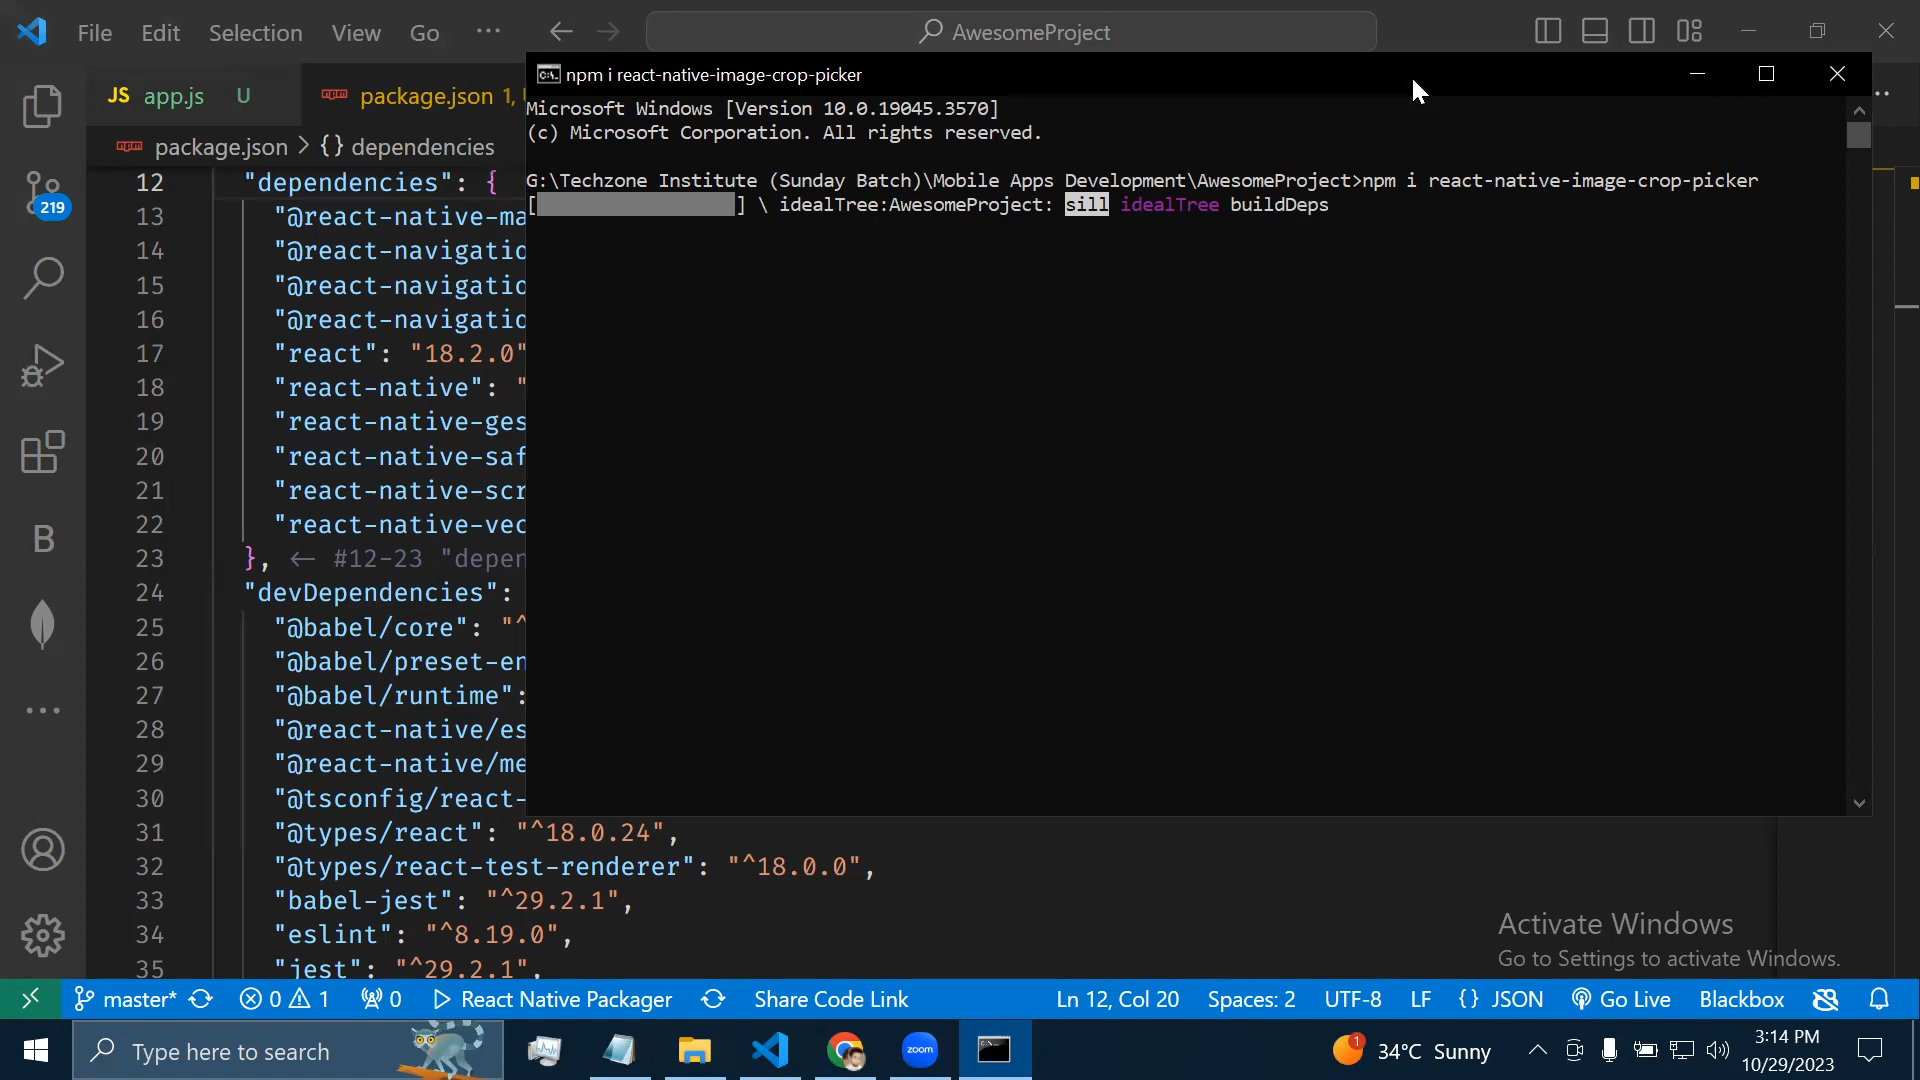 File Edit Selection View Go ··· AwesomeProject
JS app.js U package.json 1,
package.json > {} dependencies
npm i react-native-image-crop-picker
Microsoft Windows [Version 10.0.19045.3570]
(c) Microsoft Corporation. All rights reserved.
G:\Techzone Institute (Sunday Batch)\Mobile Apps Development\AwesomeProject>npm i react-native-image-crop-picker
[ ] \ idealTree:AwesomeProject: sill idealTree buildDeps
12 "dependencies": {
13 "@react-native-ma
14 "@react-navigatio
15 "@react-navigatio
16 "@react-navigatio
17 "react": "18.2.0"
18 "react-native": "
19 "react-native-ges
20 "react-native-saf
21 "react-native-scr
22 "react-native-vec
23 }, ← #12-23 "depen
24 "devDependencies":
25 "@babel/core": "^
26 "@babel/preset-en
27 "@babel/runtime":
28 "@react-native/es
29 "@react-native/me
30 "@tsconfig/react-
31 "@types/react": "^18.0.24",
32 "@types/react-test-renderer": "^18.0.0",
33 "babel-jest": "^29.2.1",
34 "eslint": "^8.19.0",
35 "jest": "^29.2.1",
219
B
Activate Windows
Go to Settings to activate Windows.
master* 0 1 0 React Native Packager Share Code Link Ln 12, Col 20 Spaces: 2 UTF-8 LF {} JSON Go Live Blackbox
Type here to search zoom 1 34°C Sunny 3:14 PM
10/29/2023